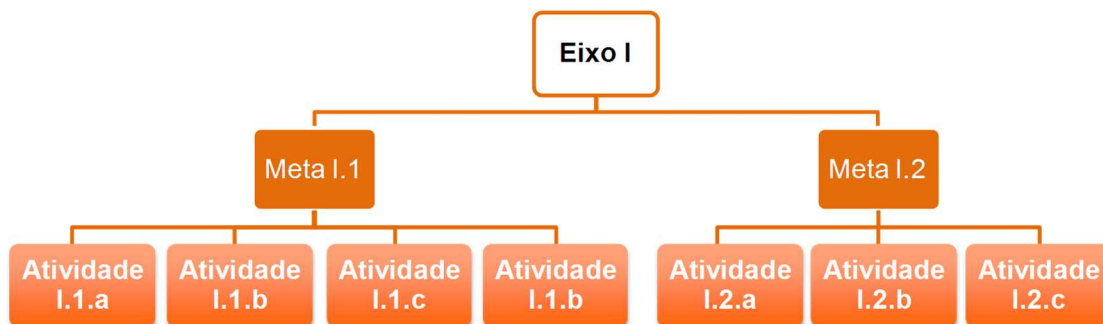 Eixo I
Meta I.1
Meta I.2
Atividade
I.1.a
Atividade
I.1.b
Atividade
I.1.c
Atividade
I.1.b
Atividade
I.2.a
Atividade
I.2.b
Atividade
I.2.c